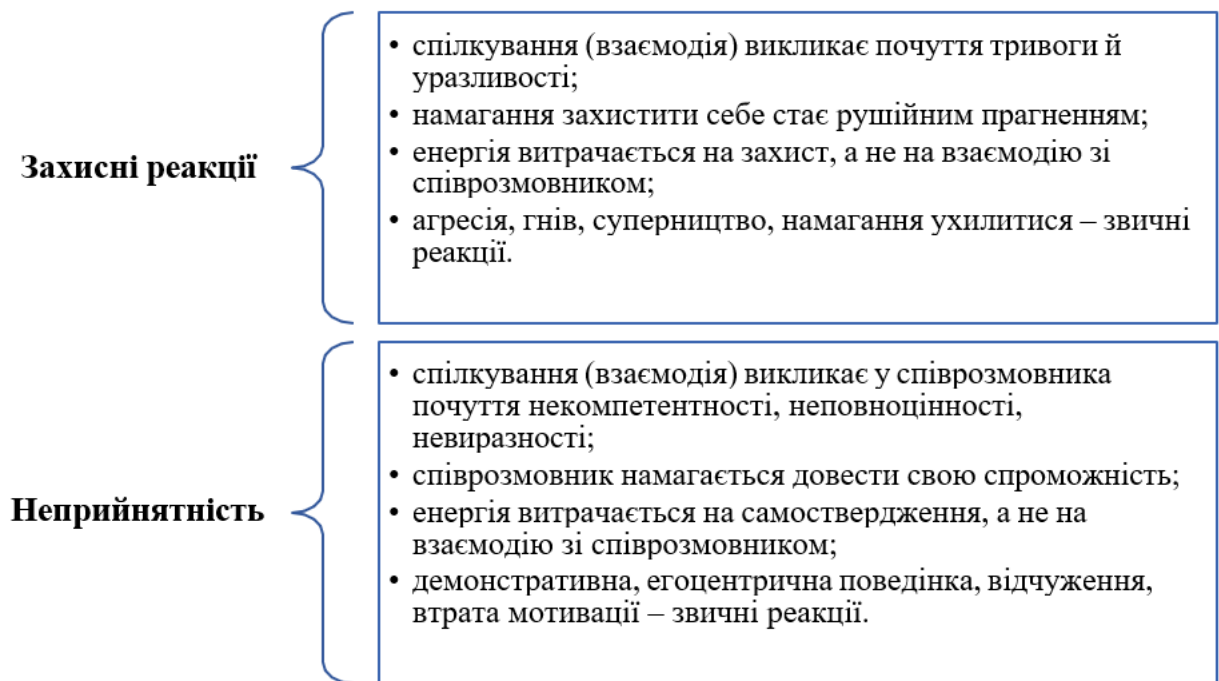 Захисні реакції
• спілкування (взаємодія) викликає почуття тривоги й
уразливості;
• намагання захистити себе стає рушійним прагненням;
• енергія витрачається на захист, а не на взаємодію зі
співрозмовником;
• агресія, гнів, суперництво, намагання ухилитися – звичні
реакції.
Неприйнятність
• спілкування (взаємодія) викликає у співрозмовника
почуття некомпетентності, неповноцінності,
невиразності;
• співрозмовник намагається довести свою спроможність;
• енергія витрачається на самоствердження, а не на
взаємодію зі співрозмовником;
• демонстративна, егоцентрична поведінка, відчуження,
втрата мотивації – звичні реакції.